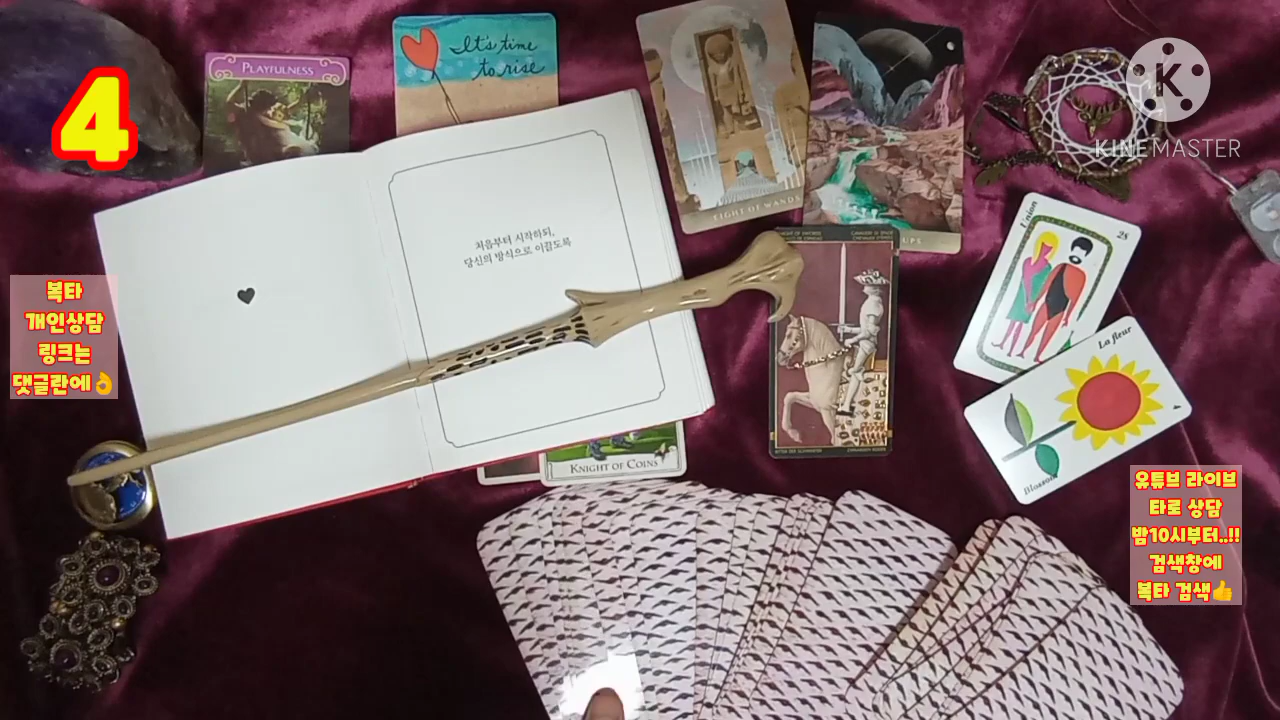 4
PLAYFULNESS
It's time
to rise
EIGHT OF WANDS
UPS
K
KINEMASTER
처음부터 시작하되,
당신의 방식으로 이끌도록
복타
개인상담
링크는
댓글란에👌
Union
25
La fleur
4
Blossom
KNIGHT OF COINS
유튜브 라이브
타로 상담
밤10시부터..!!
검색창에
복타 검색👍